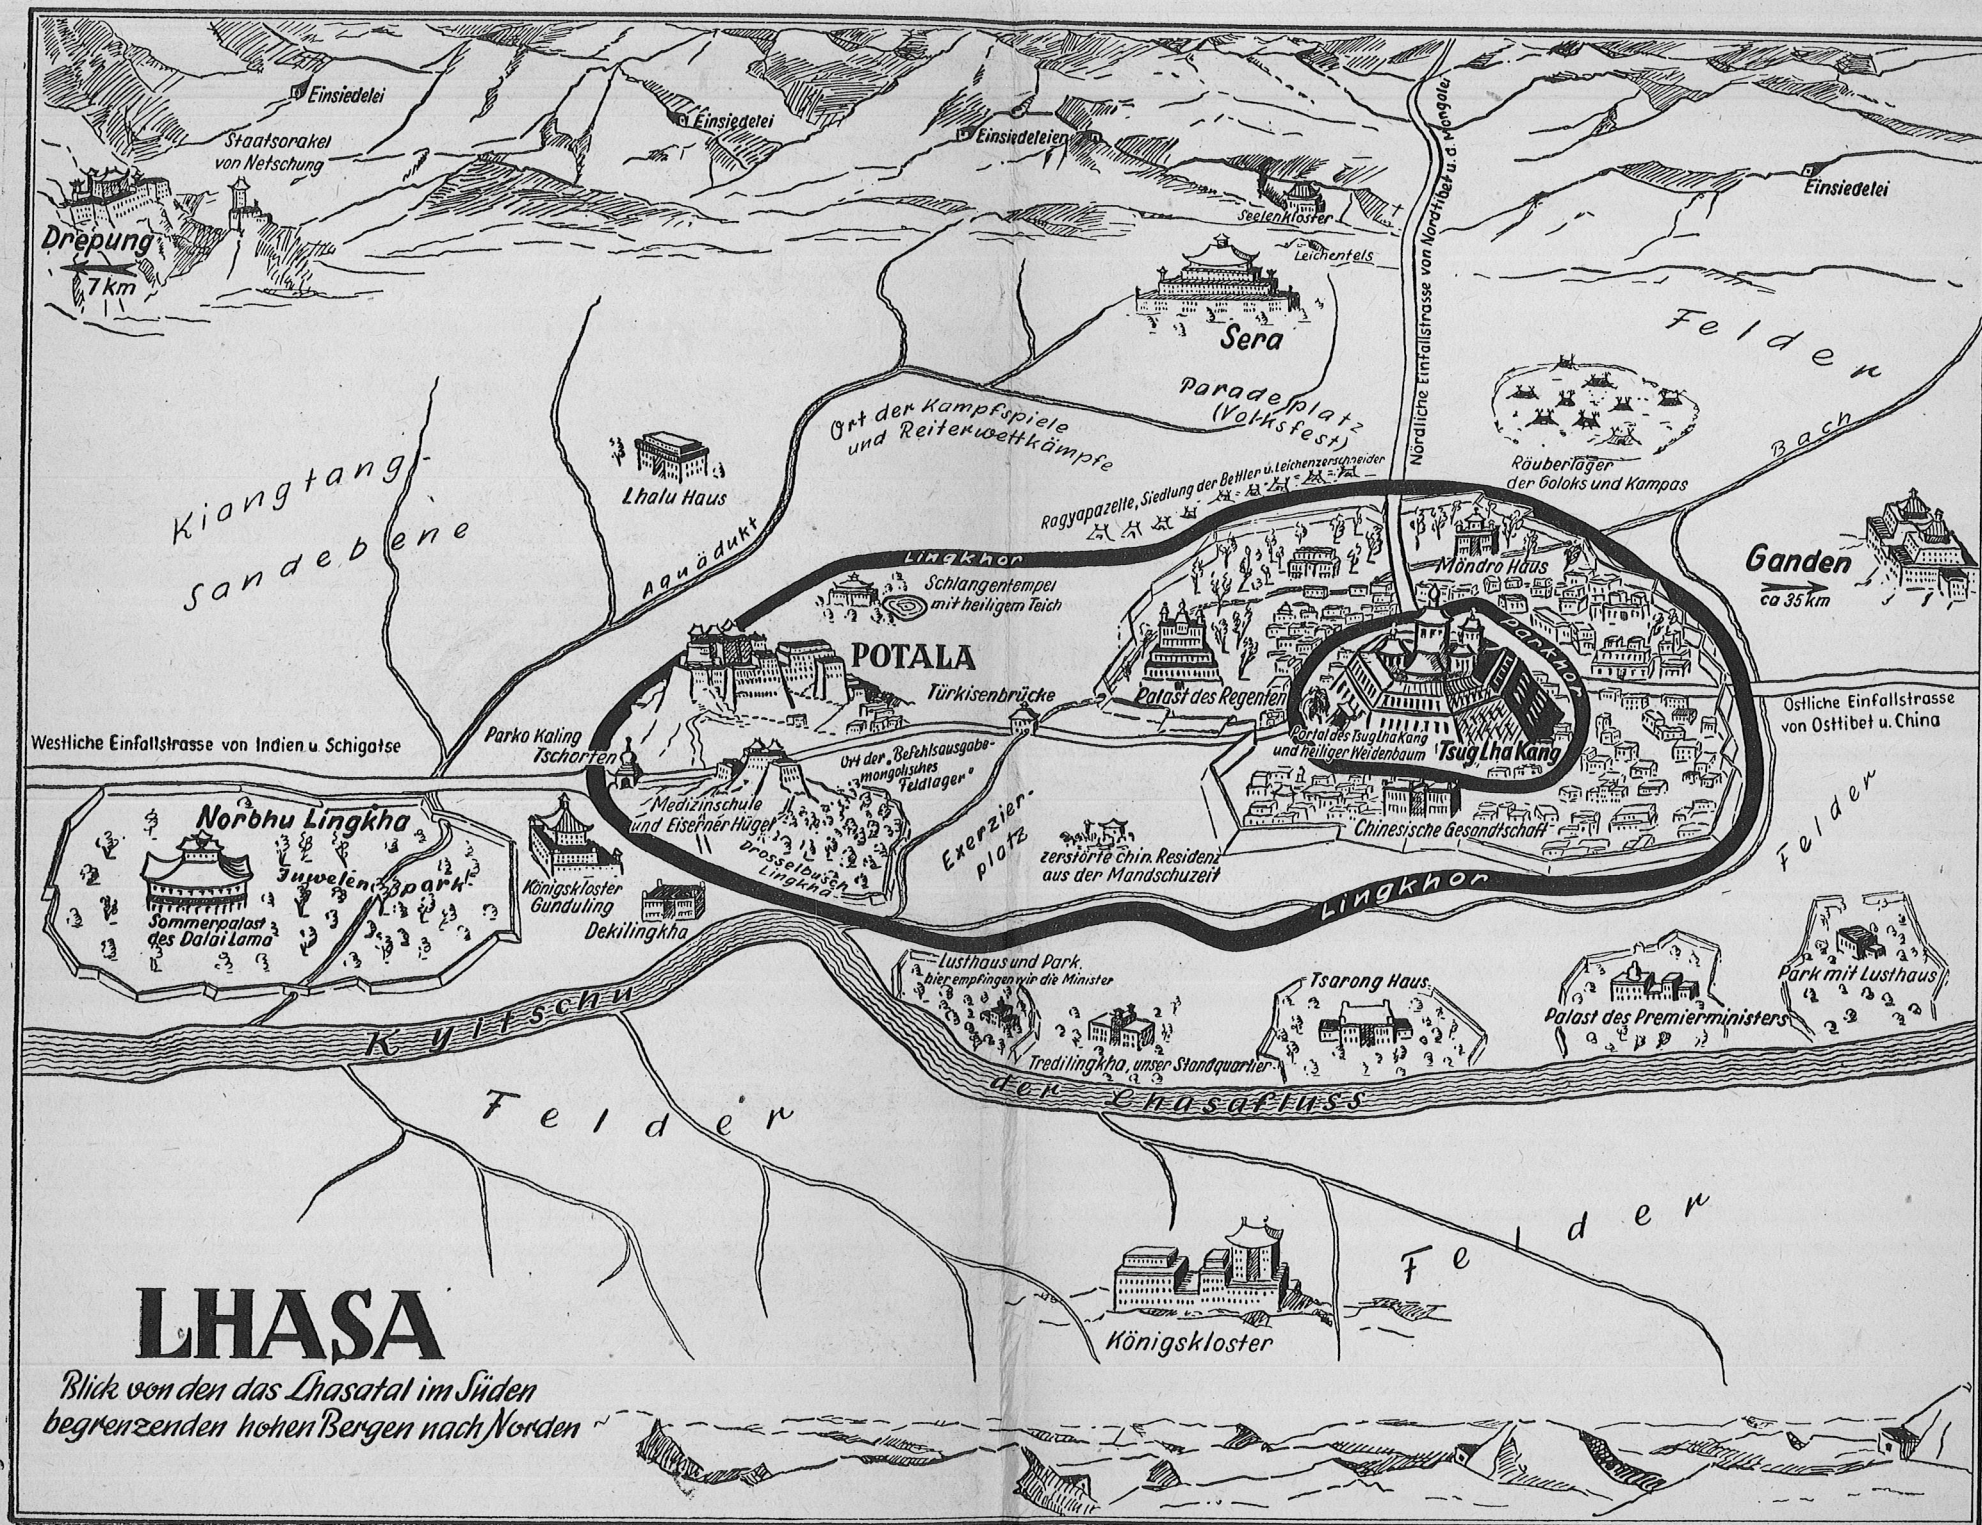 Einsiedelei
Einsiedelei
Einsiedeleien
Einsiedelei
Staatsorakel
von Netschung
Drepung
7 km
Seelenkloster
Leichenfels
Sera
Nördliche Einfallstrasse von Nordtibet u. d. Mongolei
Felder
Paradeplatz
(Volksfest)
Ort der Kampfspiele
und Reiterwettkämpfe
Räuberlager
der Goloks und Kampas
Bach
Kiangtang-
Sandebene
Lhalu Haus
Aquädukt
Ragyapazelte, Siedlung der Bettler u. Leichenzerschneider
Lingkhor
Schlangentempel
mit heiligem Teich
Möndro Haus
Ganden
ca 35 km
POTALA
Türkisenbrücke
Palast des Regenten
Parkhor
Portal des Tsug Lha Kang
und heiliger Weidenbaum
Tsug Lha Kang
Östliche Einfallstrasse
von Osttibet u. China
Westliche Einfallstrasse von Indien u. Schigatse
Parko Kaling
Tschorten
Ort der „Befehlsausgabe-
mongolisches
Feldlager"
Medizinschule
und Eiserner Hügel
Drosselbusch
Lingkha
Exerzier-
platz
zerstörte chin. Residenz
aus der Mandschuzeit
Chinesische Gesandtschaft
Felder
Norbhu Lingkha
Juwelenpark
Sommerpalast
des Dalai Lama
Königskloster
Gunduling
Dekilingkha
Lingkhor
Lusthaus und Park,
hier empfingen wir die Minister
Tredilingkha, unser Standquartier
Tsarong Haus
Palast des Premierministers
Park mit Lusthaus
Kyitschu
der Lhasafluss
Felder
Felder
Königskloster
LHASA
Blick von den das Lhasatal im Süden
begrenzenden hohen Bergen nach Norden